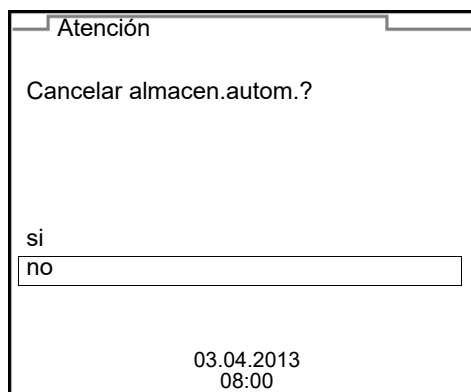 Atención
Cancelar almacen.autom.?
si
no
03.04.2013
08:00